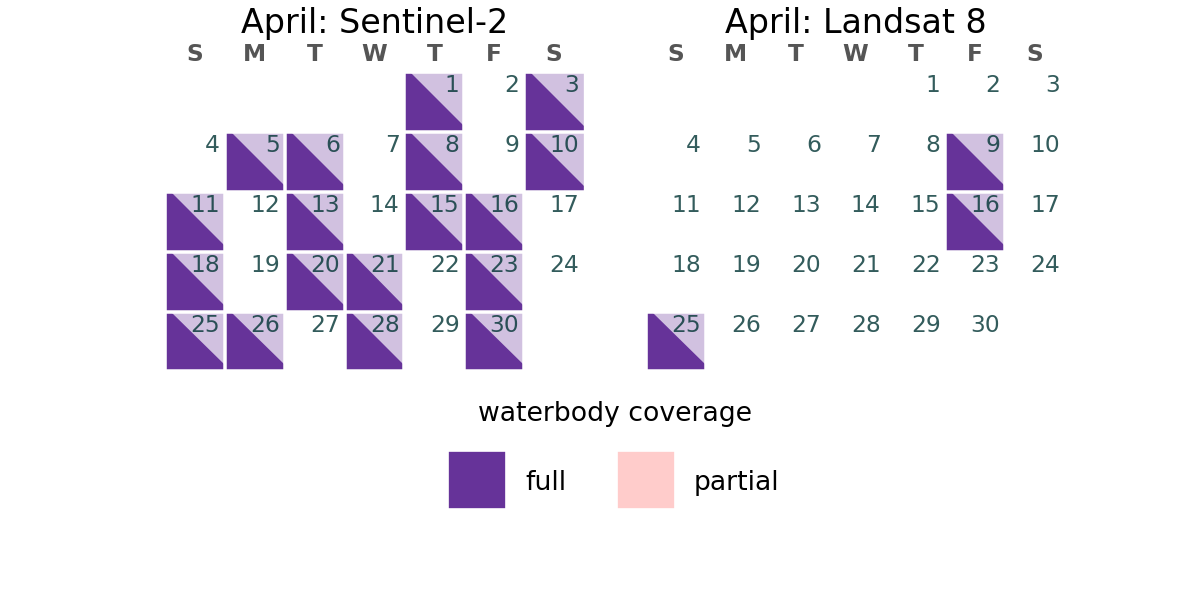 April: Sentinel-2
S M T W T F S
1 2 3
4 5 6 7 8 9 10
11 12 13 14 15 16 17
18 19 20 21 22 23 24
25 26 27 28 29 30
April: Landsat 8
S M T W T F S
1 2 3
4 5 6 7 8 9 10
11 12 13 14 15 16 17
18 19 20 21 22 23 24
25 26 27 28 29 30
waterbody coverage
full partial